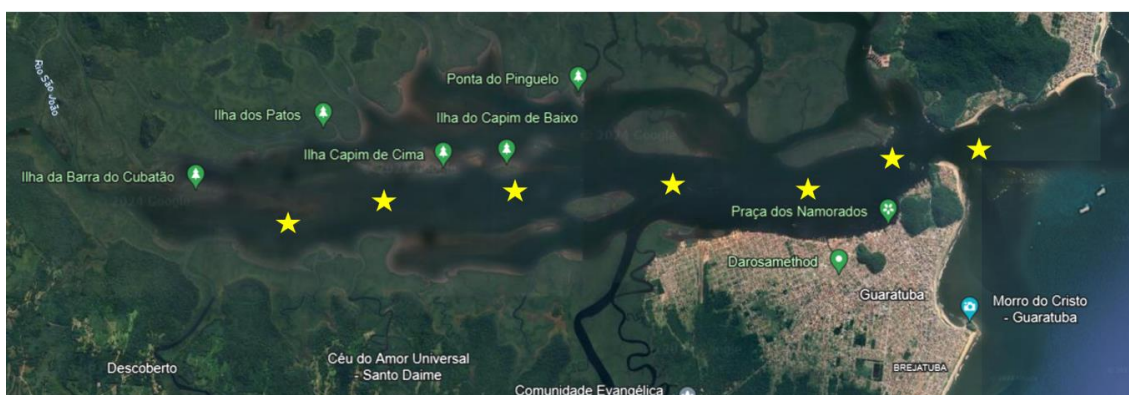 Rio São João
Ponta do Pinguelo
Ilha dos Patos
Ilha do Capim de Baixo
Ilha Capim de Cima
Ilha da Barra do Cubatão
Praça dos Namorados
Darosamethod
Guaratuba
Morro do Cristo
- Guaratuba
Descoberto
Céu do Amor Universal
- Santo Daime
BREJATUBA
Comunidade Evangélica